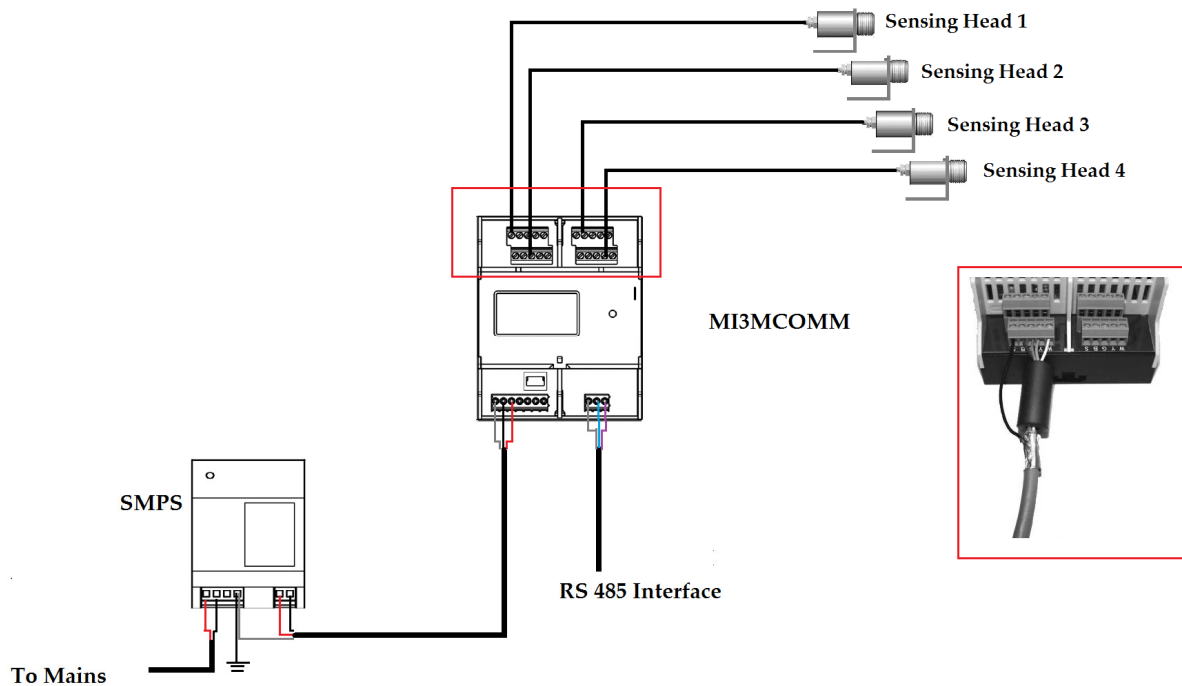 Sensing Head 1
Sensing Head 2
Sensing Head 3
Sensing Head 4
MI3MCOMM
W Y G B S
SMPS
RS 485 Interface
To Mains